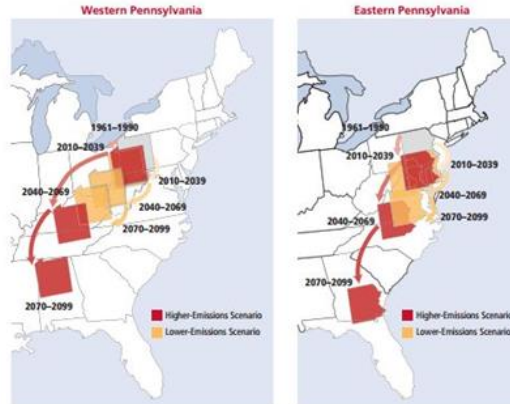 Western Pennsylvania
1961–1990
2010–2039
2040–2069
2010–2039
2040–2069
2070–2099
2070–2099
Higher-Emissions Scenario
Lower-Emissions Scenario
Eastern Pennsylvania
1961–1990
2010–2039
2010–2039
2040–2069
2040–2069
2070–2099
2070–2099
Higher-Emissions Scenario
Lower-Emissions Scenario